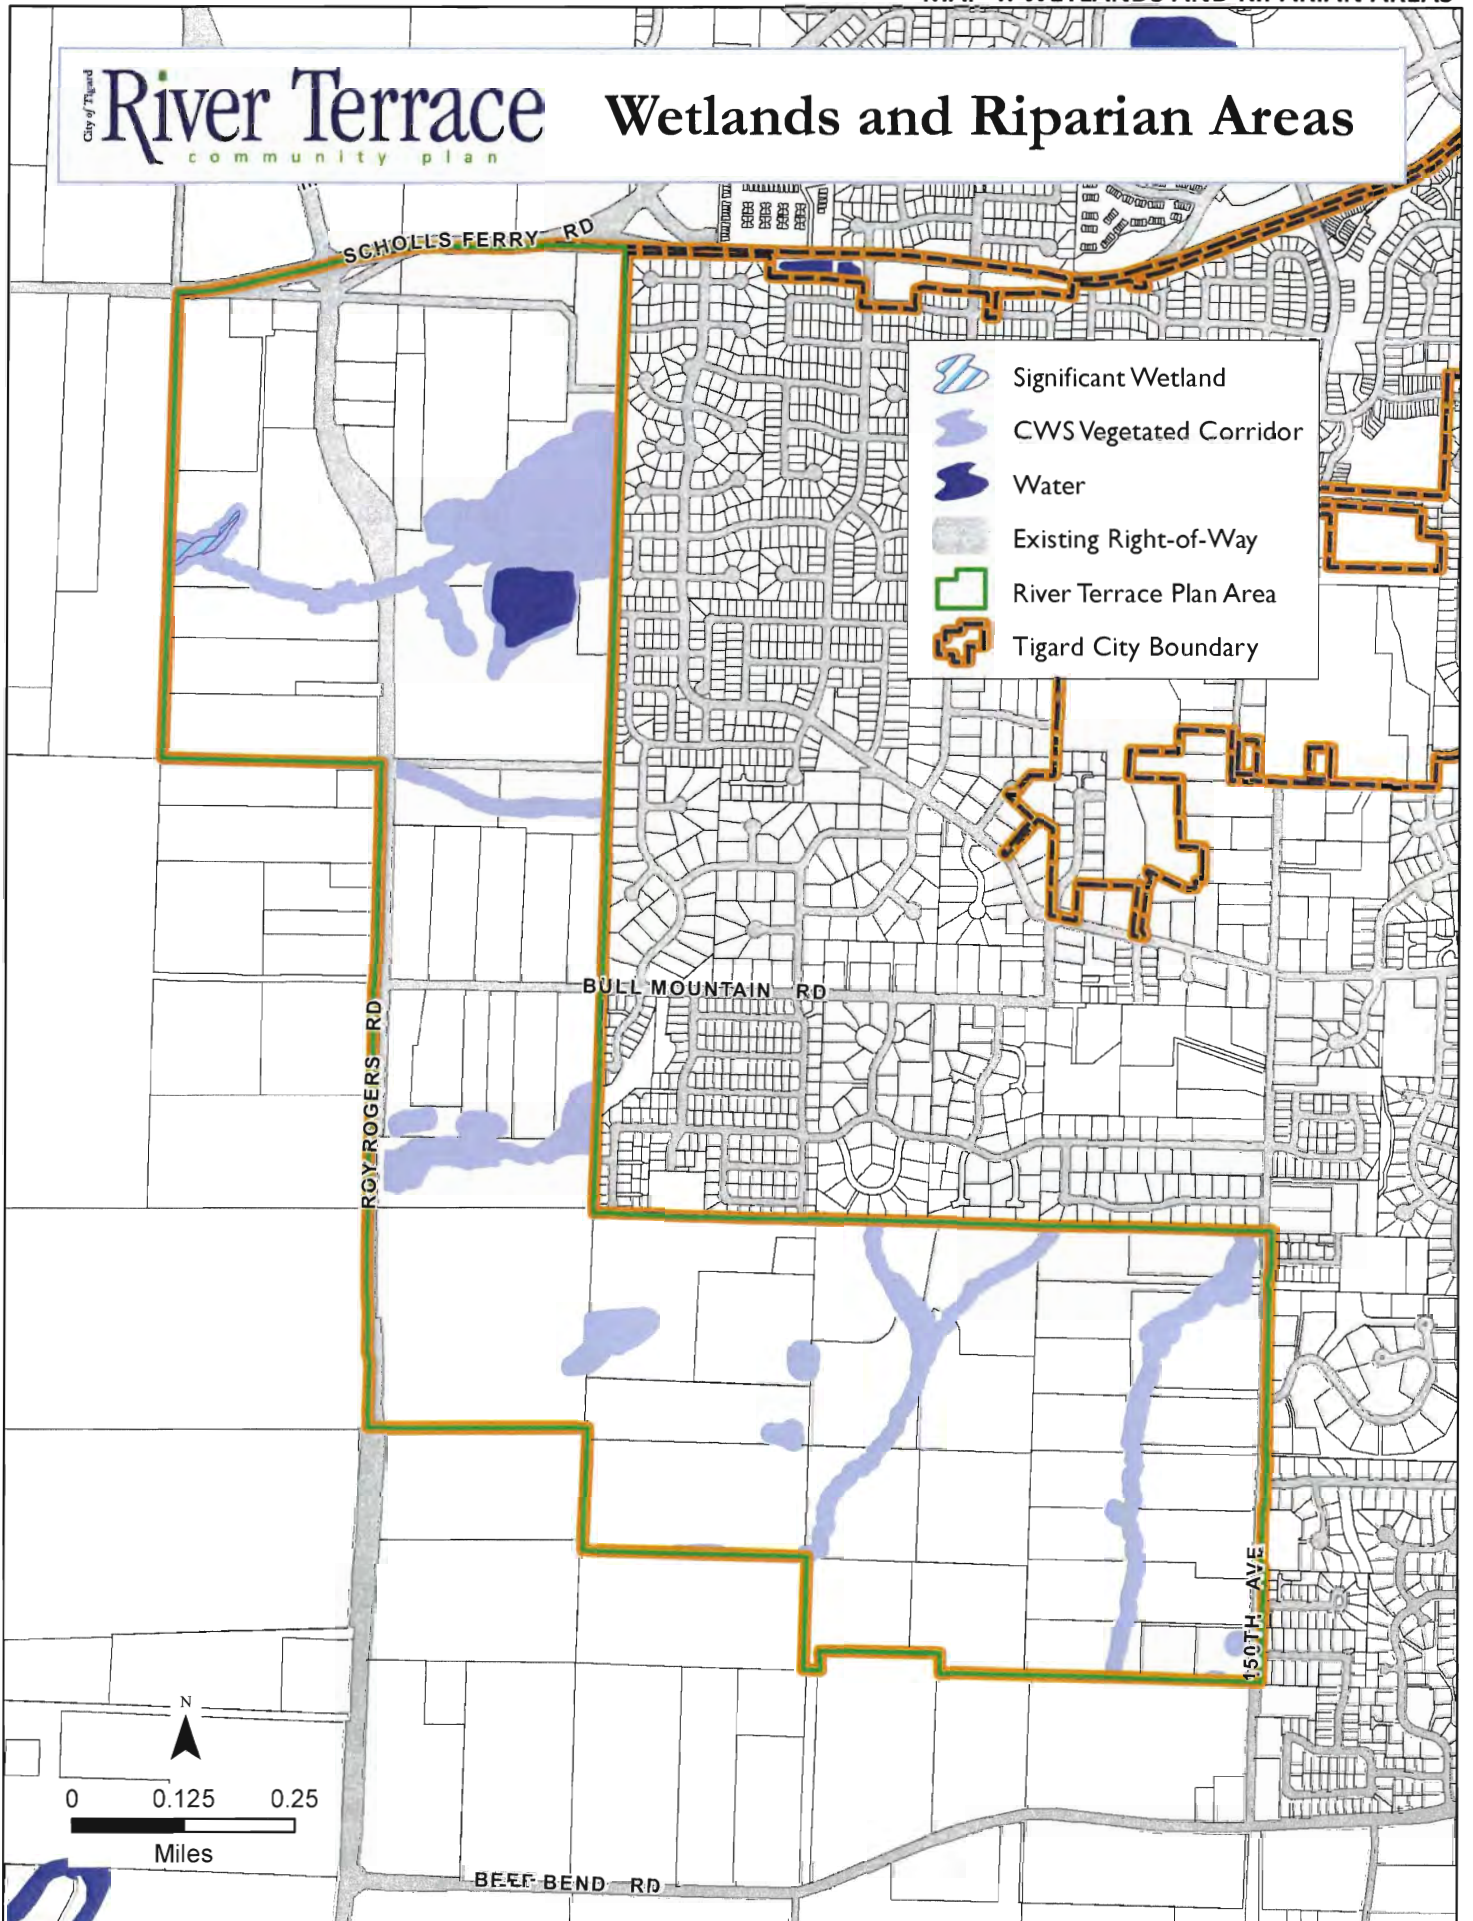 City of Tigard
River Terrace
community plan
Wetlands and Riparian Areas
SCHOLLS FERRY RD
Significant Wetland
CWS Vegetated Corridor
Water
Existing Right-of-Way
River Terrace Plan Area
Tigard City Boundary
BULL MOUNTAIN RD
ROY ROGERS RD
150TH AVE
N
0 0.125 0.25
Miles
BEEF BEND RD